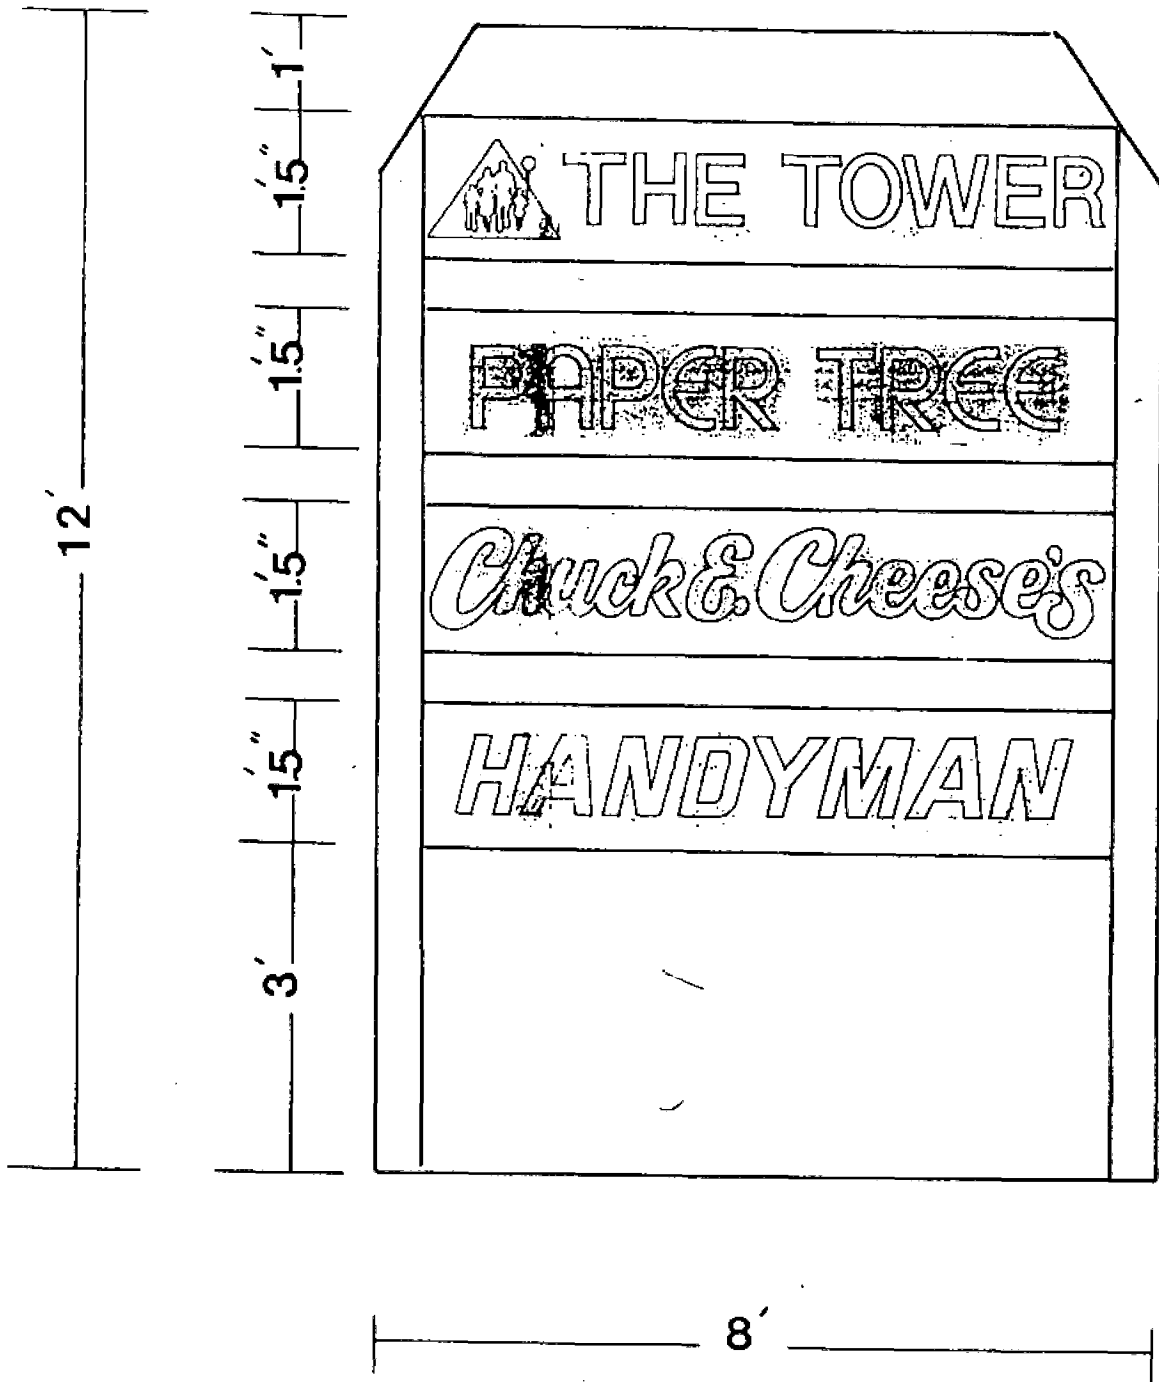 1'
1'.5"
THE TOWER
1'.5"
PAPER TREE
12'
1'.5"
Chuck E. Cheese's
1'.5"
HANDYMAN
3'
8'